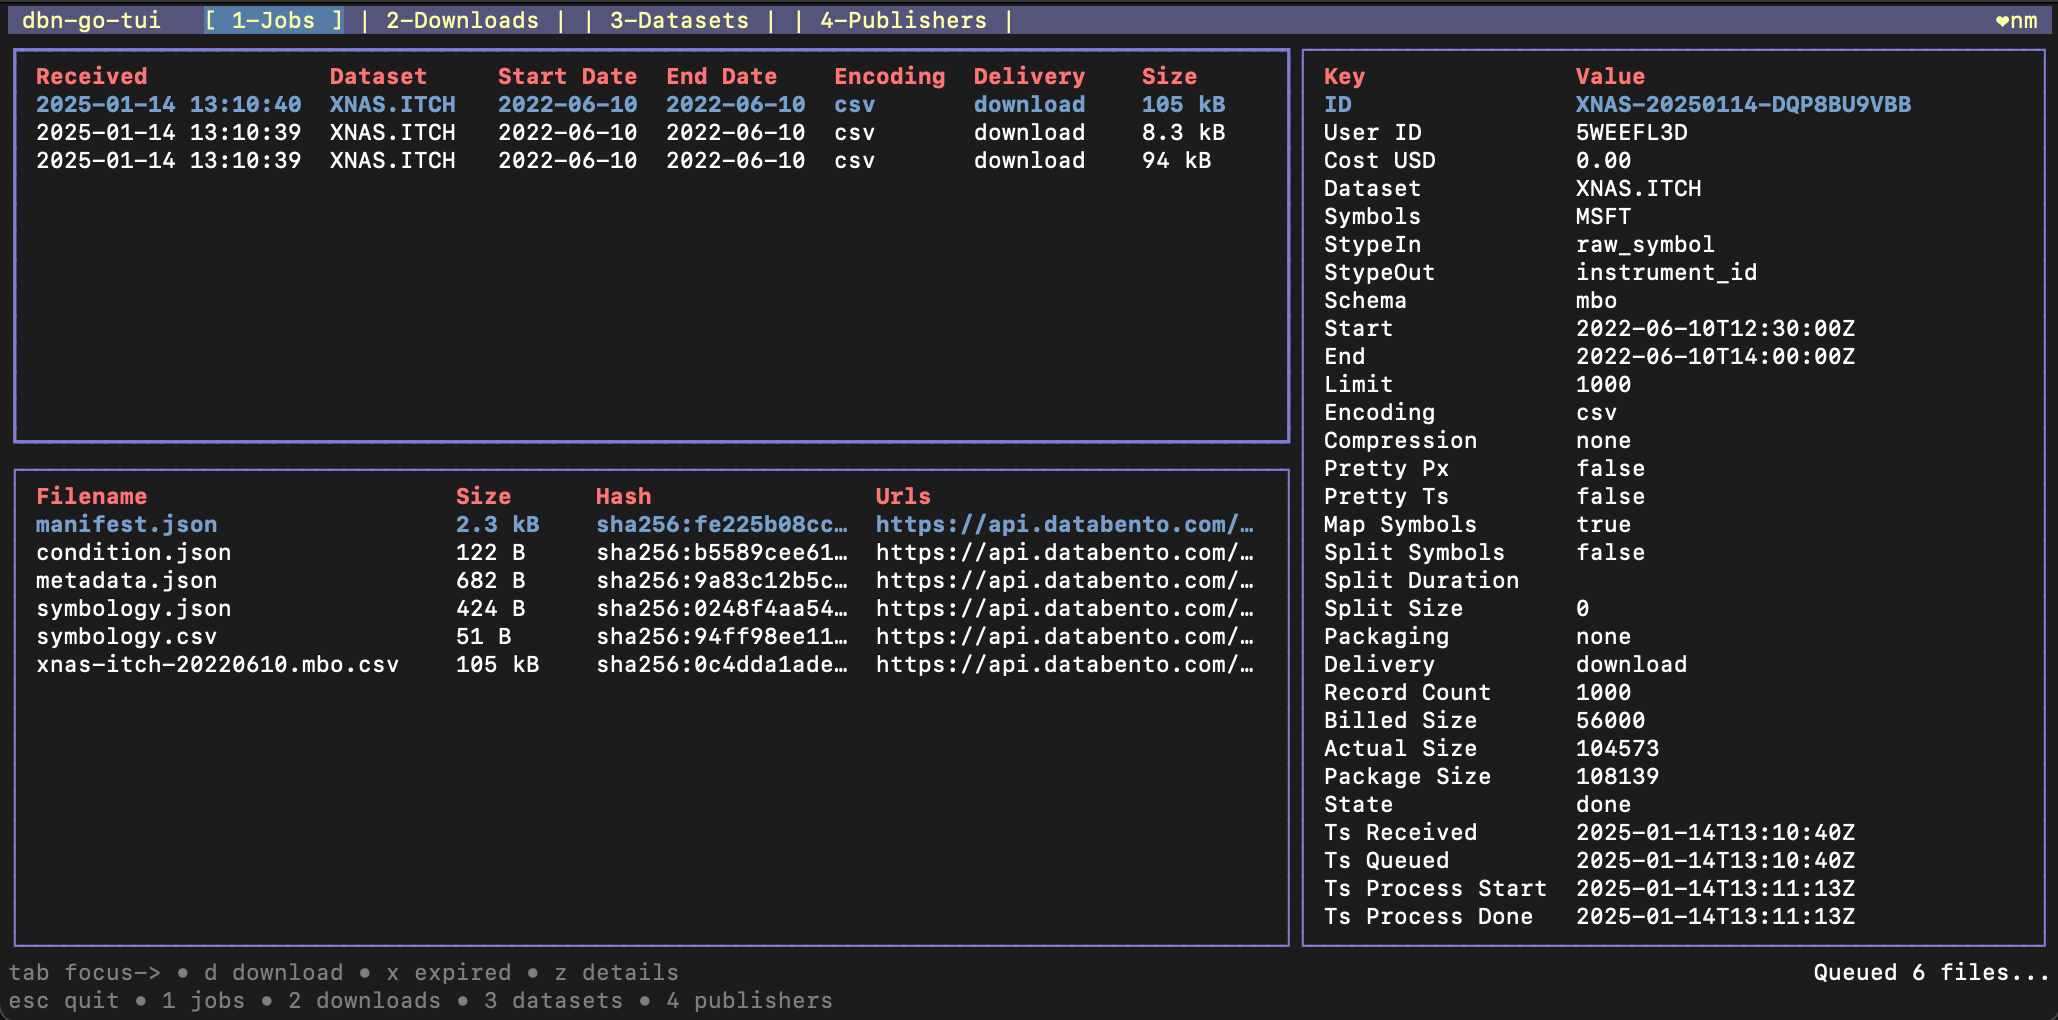 dbn-go-tui [ 1-Jobs ] | 2-Downloads | | 3-Datasets | | 4-Publishers | ❤nm
Received Dataset Start Date End Date Encoding Delivery Size
2025-01-14 13:10:40 XNAS.ITCH 2022-06-10 2022-06-10 csv download 105 kB
2025-01-14 13:10:39 XNAS.ITCH 2022-06-10 2022-06-10 csv download 8.3 kB
2025-01-14 13:10:39 XNAS.ITCH 2022-06-10 2022-06-10 csv download 94 kB
Filename Size Hash Urls
manifest.json 2.3 kB sha256:fe225b08cc… https://api.databento.com/…
condition.json 122 B sha256:b5589cee61… https://api.databento.com/…
metadata.json 682 B sha256:9a83c12b5c… https://api.databento.com/…
symbology.json 424 B sha256:0248f4aa54… https://api.databento.com/…
symbology.csv 51 B sha256:94ff98ee11… https://api.databento.com/…
xnas-itch-20220610.mbo.csv 105 kB sha256:0c4dda1ade… https://api.databento.com/…
Key Value
ID XNAS-20250114-DQP8BU9VBB
User ID 5WEEFL3D
Cost USD 0.00
Dataset XNAS.ITCH
Symbols MSFT
StypeIn raw_symbol
StypeOut instrument_id
Schema mbo
Start 2022-06-10T12:30:00Z
End 2022-06-10T14:00:00Z
Limit 1000
Encoding csv
Compression none
Pretty Px false
Pretty Ts false
Map Symbols true
Split Symbols false
Split Duration
Split Size 0
Packaging none
Delivery download
Record Count 1000
Billed Size 56000
Actual Size 104573
Package Size 108139
State done
Ts Received 2025-01-14T13:10:40Z
Ts Queued 2025-01-14T13:10:40Z
Ts Process Start 2025-01-14T13:11:13Z
Ts Process Done 2025-01-14T13:11:13Z
tab focus-> • d download • x expired • z details Queued 6 files...
esc quit • 1 jobs • 2 downloads • 3 datasets • 4 publishers